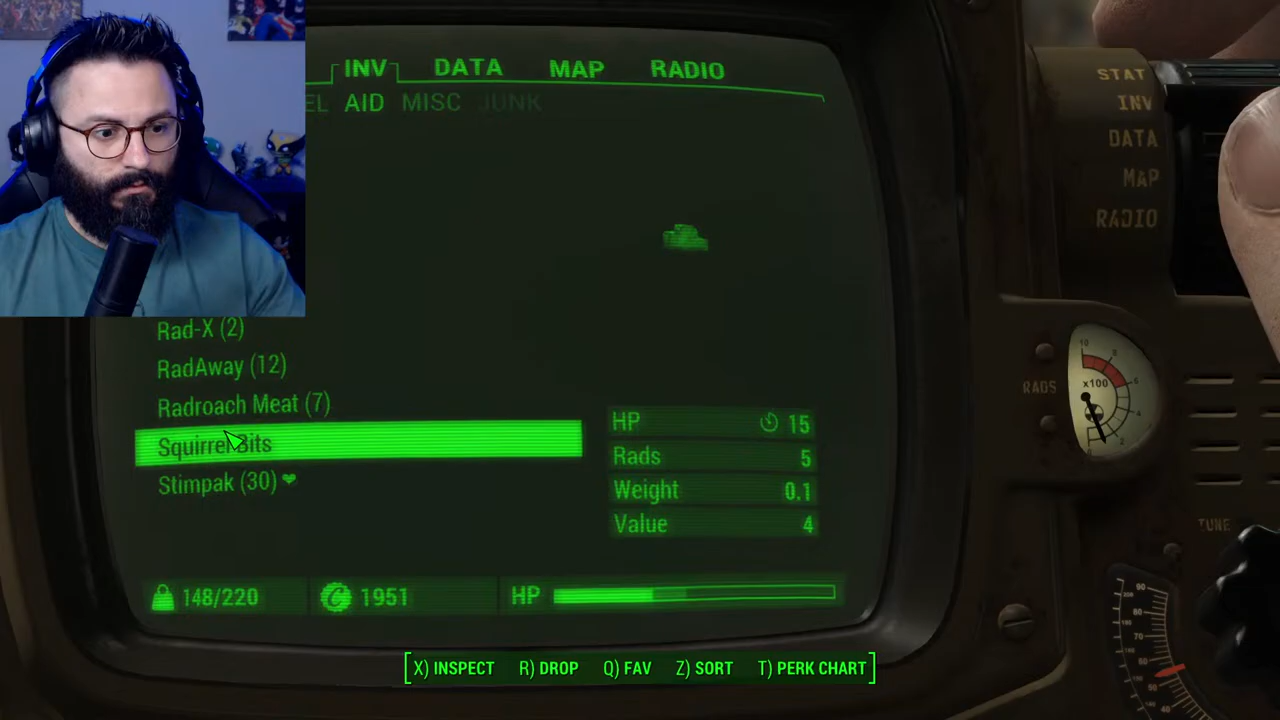 INV DATA MAP RADIO
AID MISC JUNK
Rad-X (2)
RadAway (12)
Radroach Meat (7)
Squirrel Bits
Stimpak (30)
HP 15
Rads 5
Weight 0.1
Value 4
148/220 1951 HP
X) INSPECT R) DROP Q) FAV Z) SORT T) PERK CHART
STAT
INV
DATA
MAP
RADIO
RADS
x100
TUNE